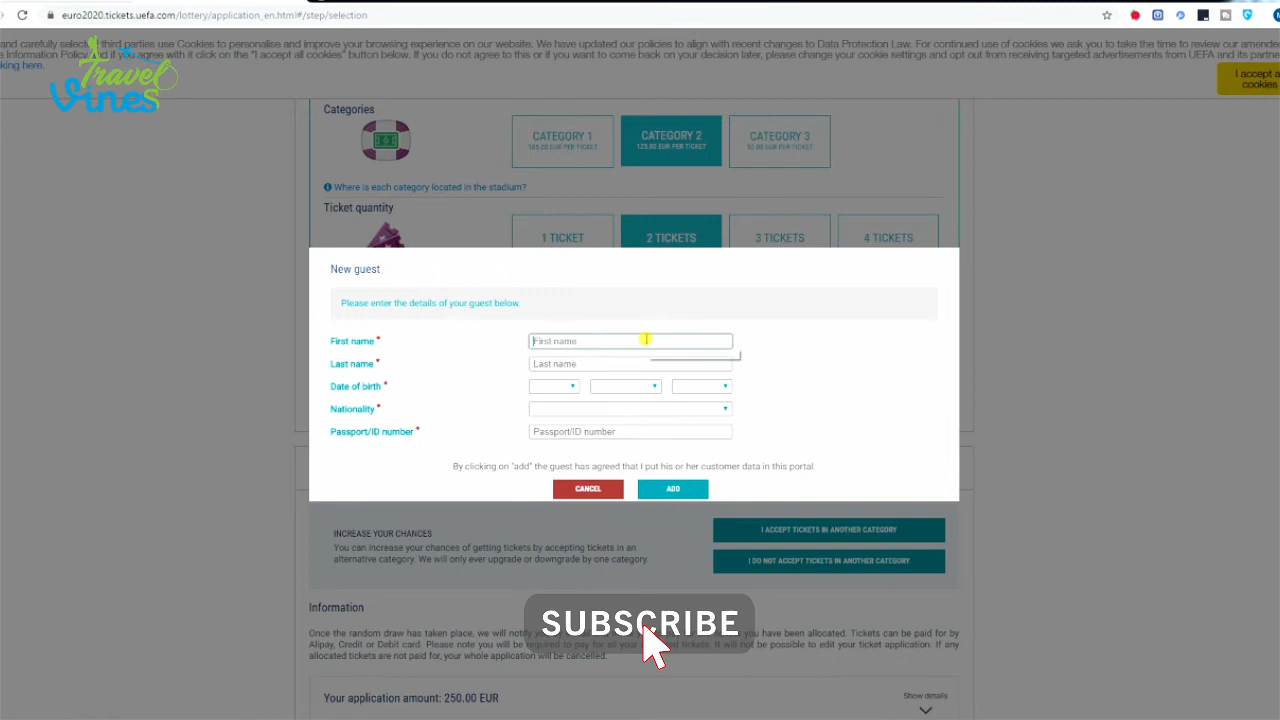 euro2020.tickets.uefa.com/lottery/application_en.html#/step/selection
and carefully selected third parties use Cookies to personalise and improve your browsing experience on our website. We have updated our policies to align with recent changes to Data Protection Law. For continued use of cookies we ask you to take the time to review our amende
e Information Policy and if you agree with it click on the "I accept all cookies" button below. If you do not agree to this or if you want to come back on your decision later, please change your cookie settings and opt out from receiving targeted advertisements from UEFA and its partne
king here.
I accept a
cookies
Travel
Vines
Categories
CATEGORY 1
185.00 EUR PER TICKET
CATEGORY 2
125.00 EUR PER TICKET
CATEGORY 3
50.00 EUR PER TICKET
Where is each category located in the stadium?
Ticket quantity
1 TICKET
2 TICKETS
3 TICKETS
4 TICKETS
New guest
Please enter the details of your guest below.
First name *
First name
Last name *
Last name
Date of birth *
Nationality *
Passport/ID number *
Passport/ID number
By clicking on "add" the guest has agreed that I put his or her customer data in this portal.
CANCEL
ADD
INCREASE YOUR CHANCES
You can increase your chances of getting tickets by accepting tickets in an
alternative category. We will only ever upgrade or downgrade by one category
I ACCEPT TICKETS IN ANOTHER CATEGORY
I DO NOT ACCEPT TICKETS IN ANOTHER CATEGORY
Information
SUBSCRIBE
Once the random draw has taken place, we will notify you have been allocated. Tickets can be paid for by
Alipay, Credit or Debit card. Please note you will be required to pay for all your tickets. It will not be possible to edit your ticket application. If any
allocated tickets are not paid for, your whole application will be cancelled.
Your application amount: 250.00 EUR
Show details